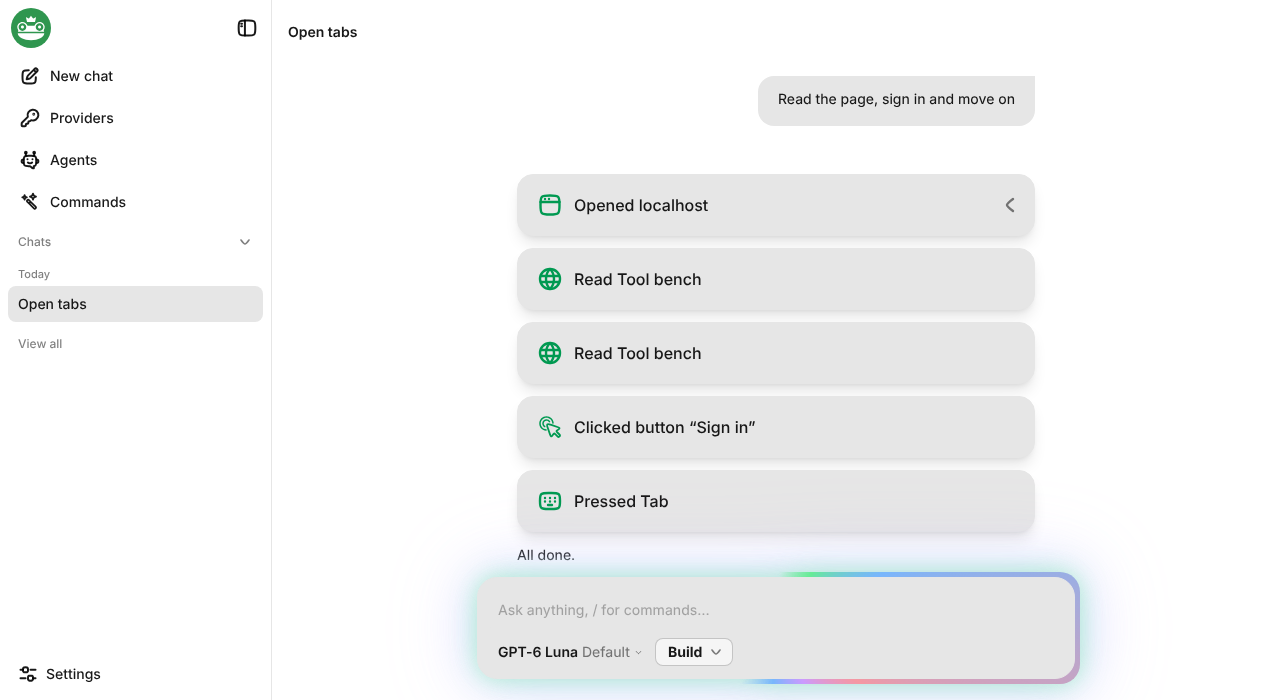 Open tabs
New chat
Providers
Agents
Commands
Chats
Today
Open tabs
View all
Settings
Read the page, sign in and move on
Opened localhost
Read Tool bench
Read Tool bench
Clicked button “Sign in”
Pressed Tab
All done.
Ask anything, / for commands...
GPT-6 Luna Default
Build